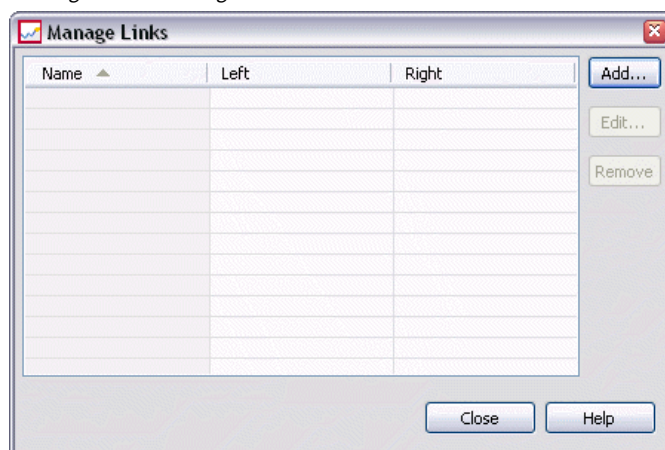 Manage Links
Name Left Right
Add...
Edit...
Remove
Close Help